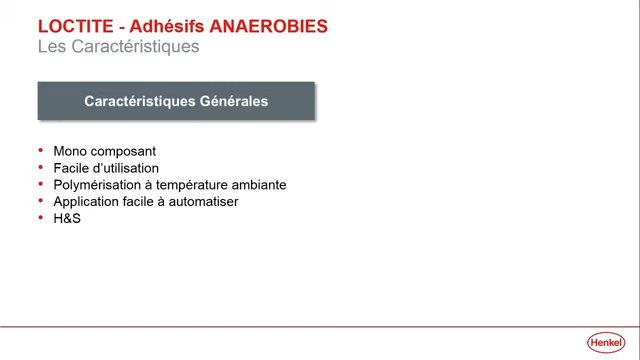 LOCTITE - Adhésifs ANAEROBIES
Les Caractéristiques
Caractéristiques Générales
• Mono composant
• Facile d'utilisation
• Polymérisation à température ambiante
• Application facile à automatiser
• H&S
Henkel